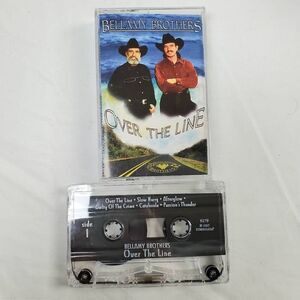 BELLAMY BROTHERS
OVER THE LINE
Over The Line • Slow Hurry • Afterglow •
Guilty Of The Crime • Catahoula • Passion's Thunder
side
1
BELLAMY BROTHERS
Over The Line